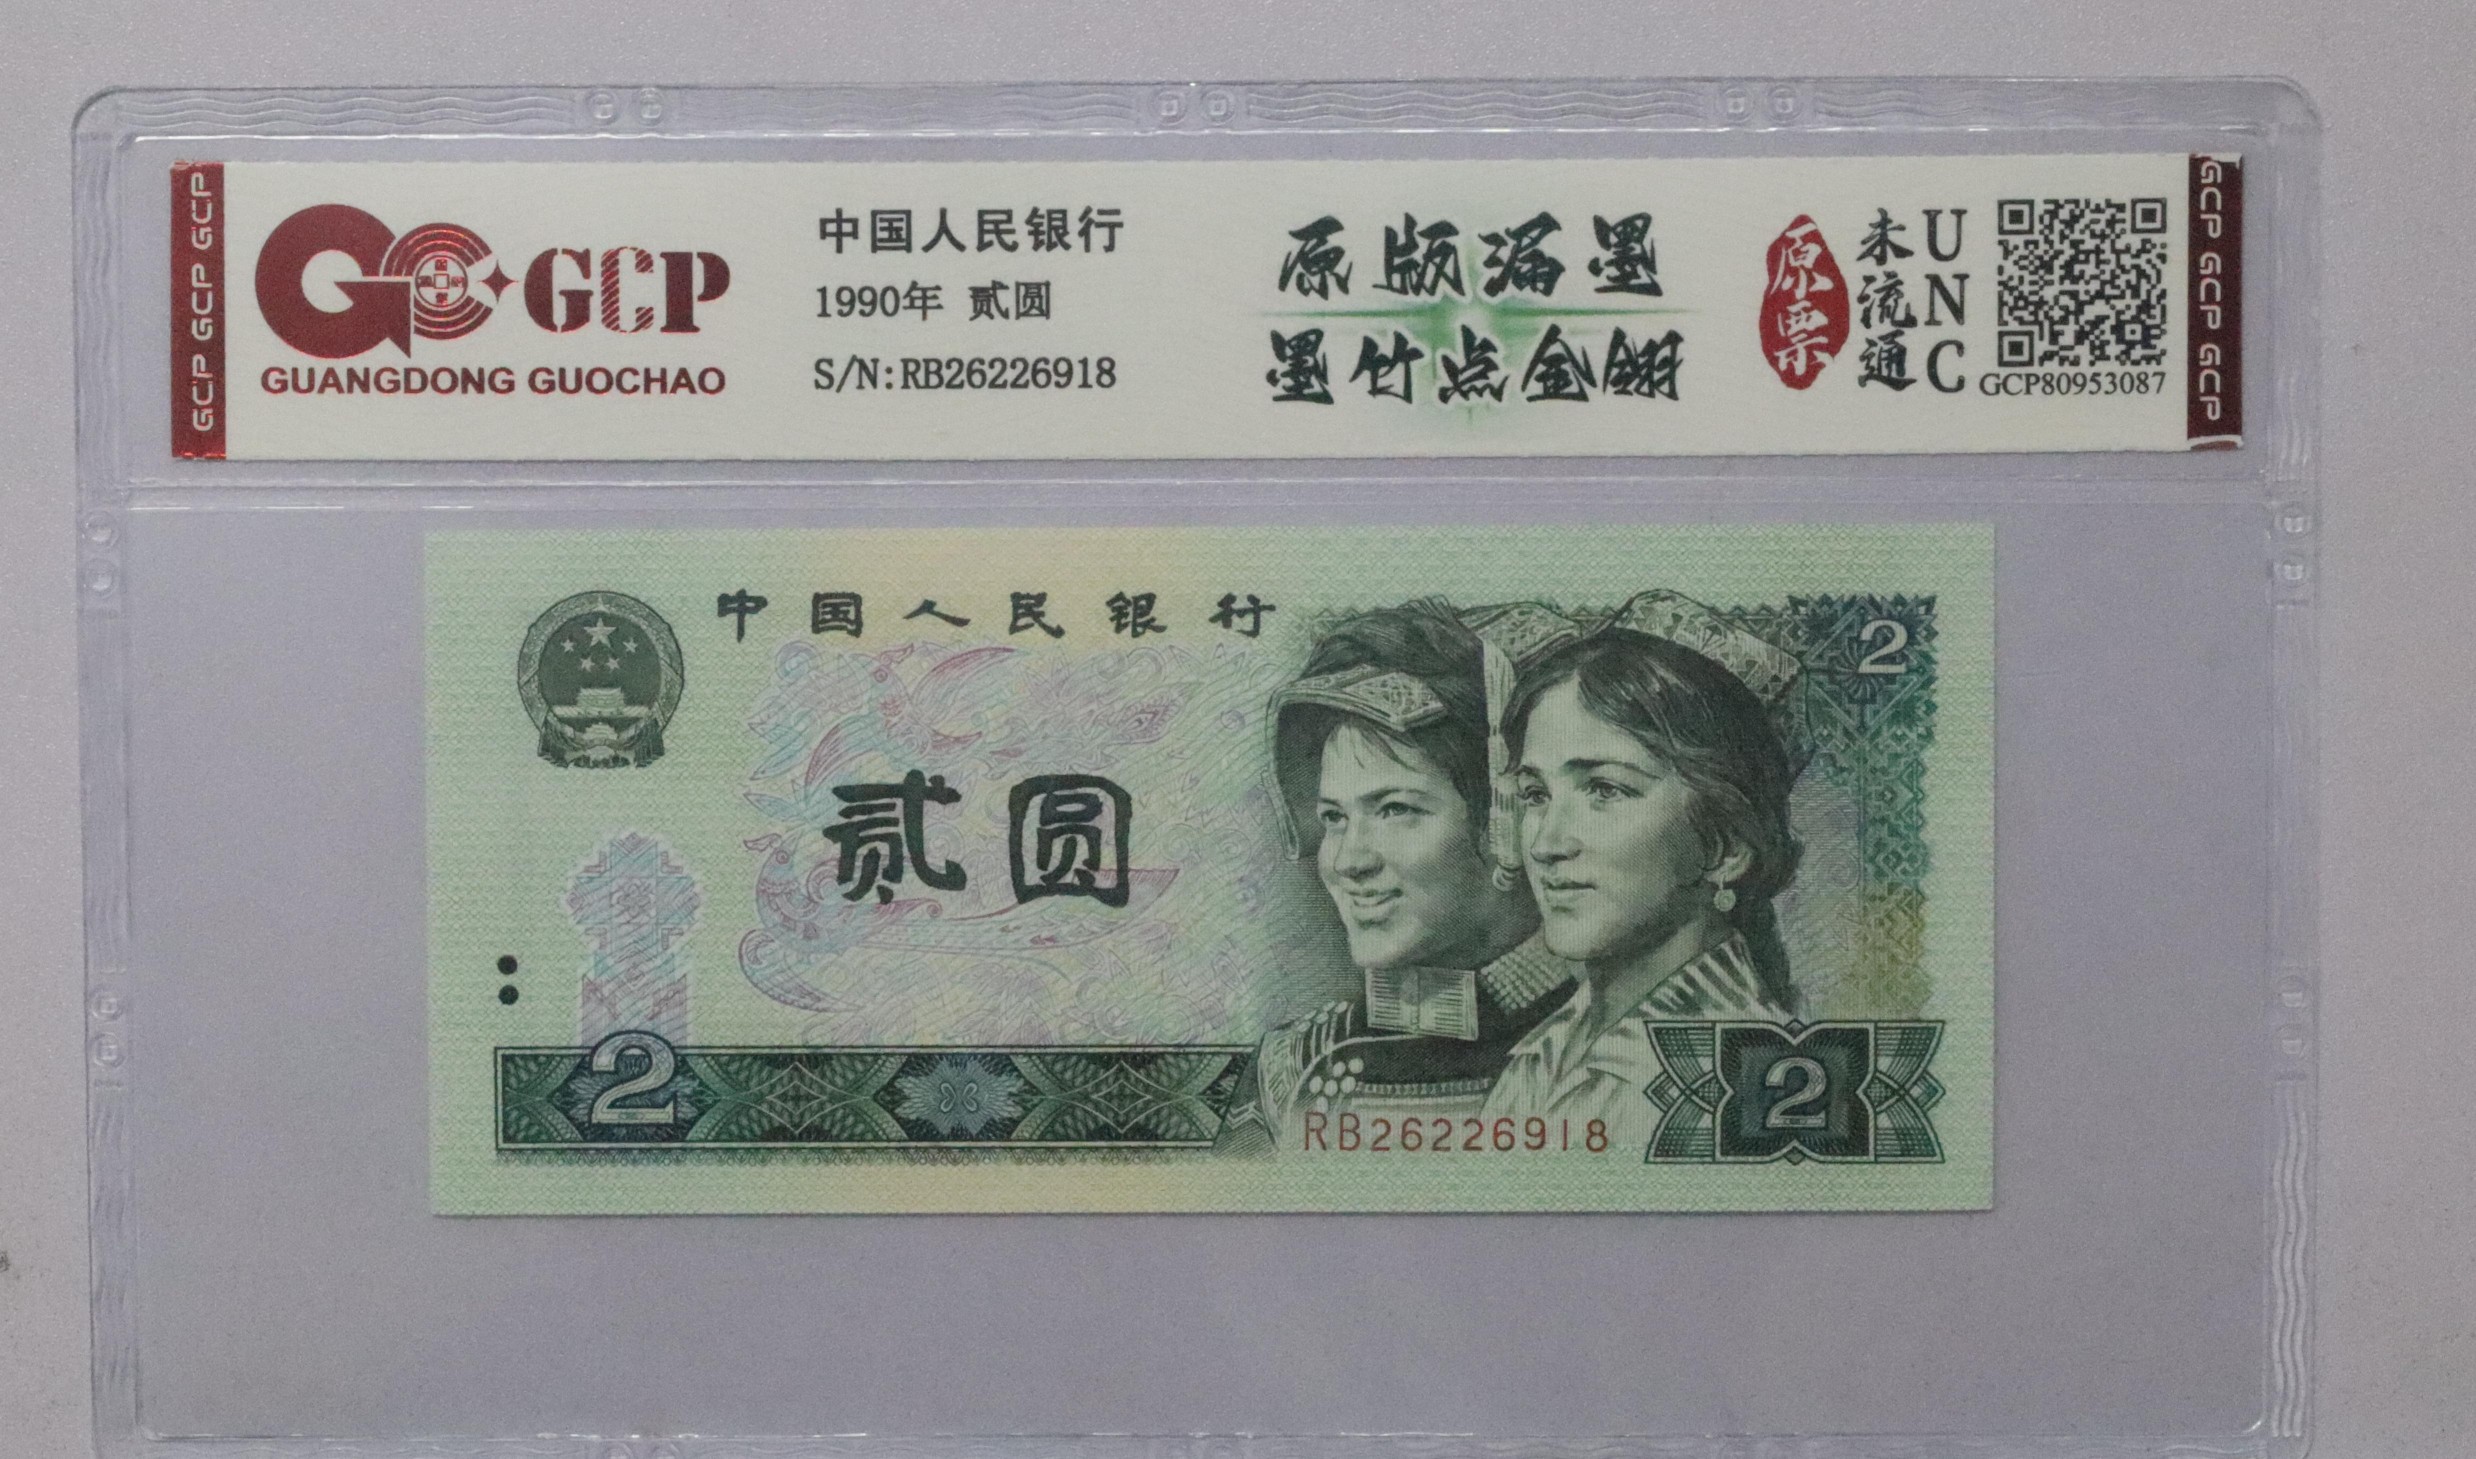 GCP GCP GCP
GCP
GUANGDONG GUOCHAO
中国人民银行
1990年 贰圆
S/N:RB26226918
原版漏墨
墨竹点金翎
原票
未流通
UNC
GCP80953087
GCP GCP GCP
中国人民银行
2
贰圆
2
RB26226918
2